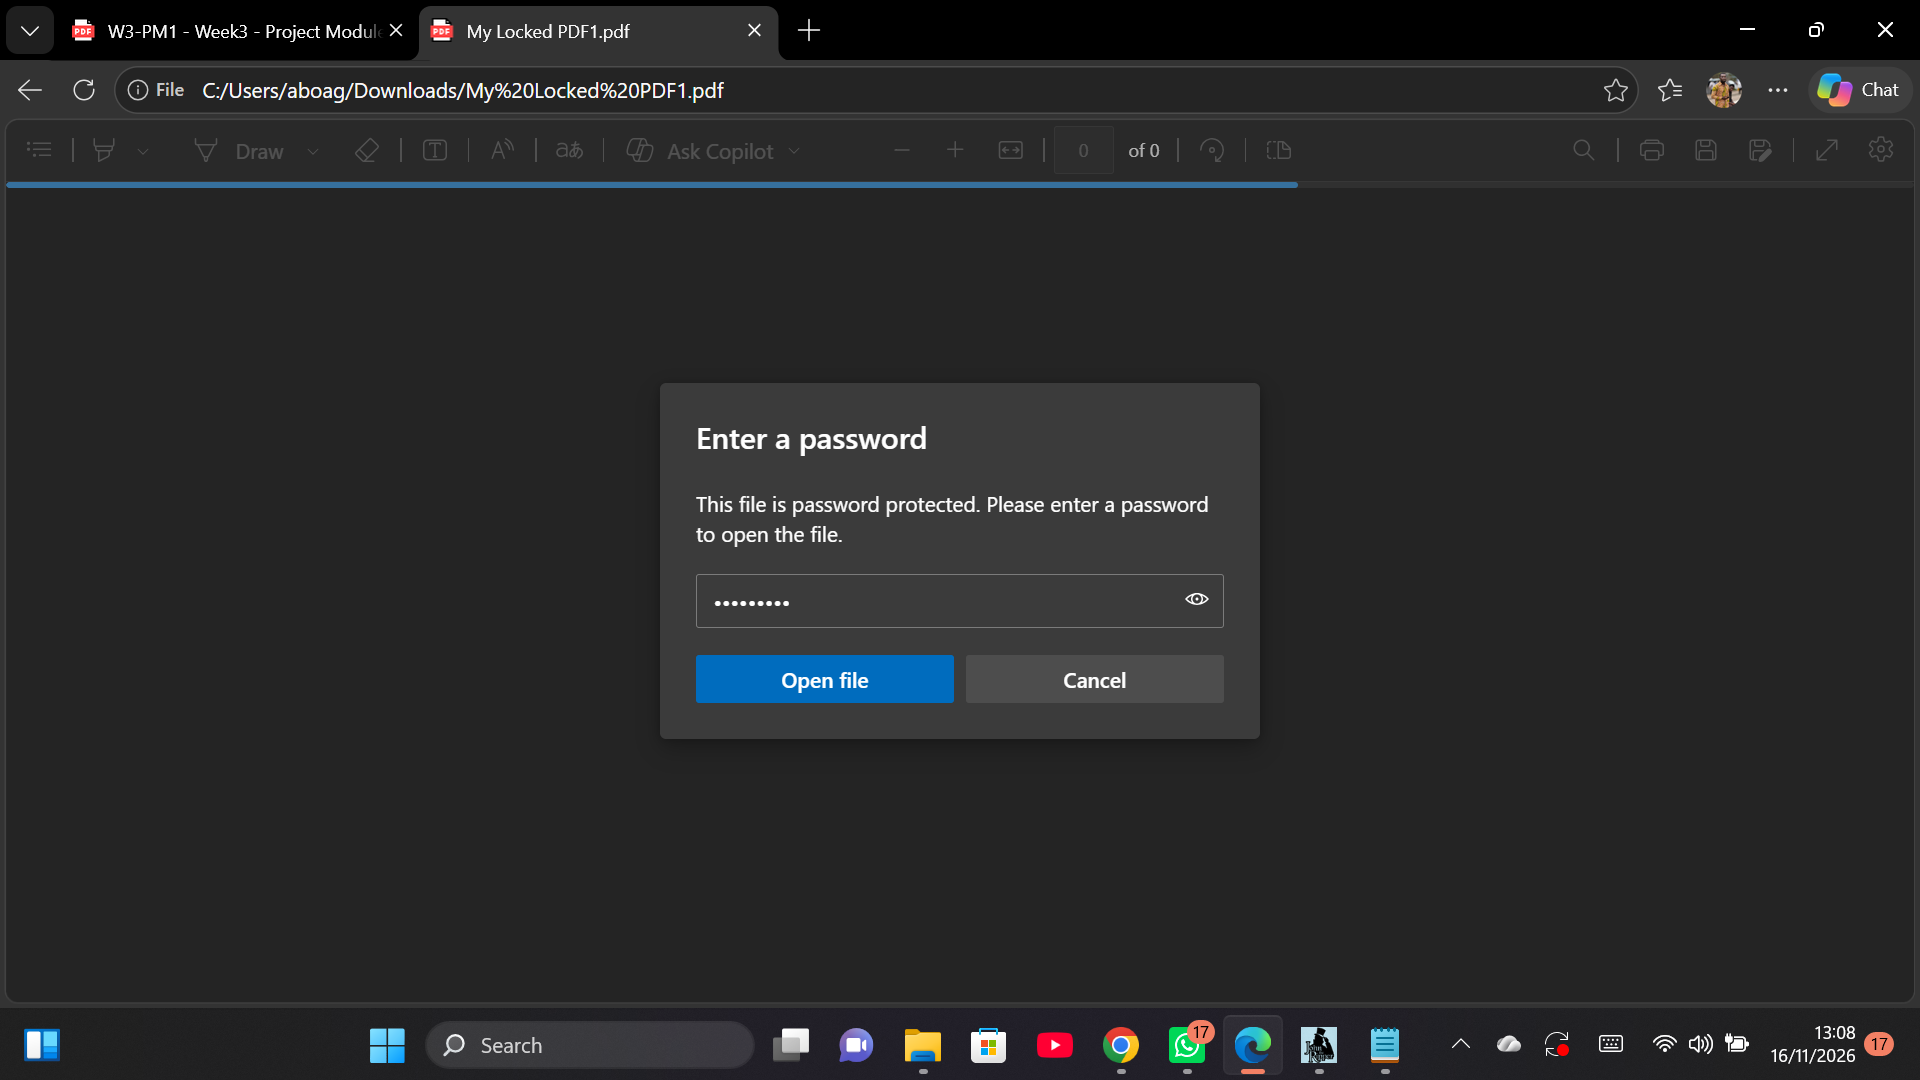 W3-PM1 - Week3 - Project Modul
My Locked PDF1.pdf
File
C:/Users/aboag/Downloads/My%20Locked%20PDF1.pdf
Chat
Draw
T
A
aあ
Ask Copilot
0
of 0
Enter a password
This file is password protected. Please enter a password
to open the file.
•••••••••
Open file
Cancel
Search
17
13:08
16/11/2026
17